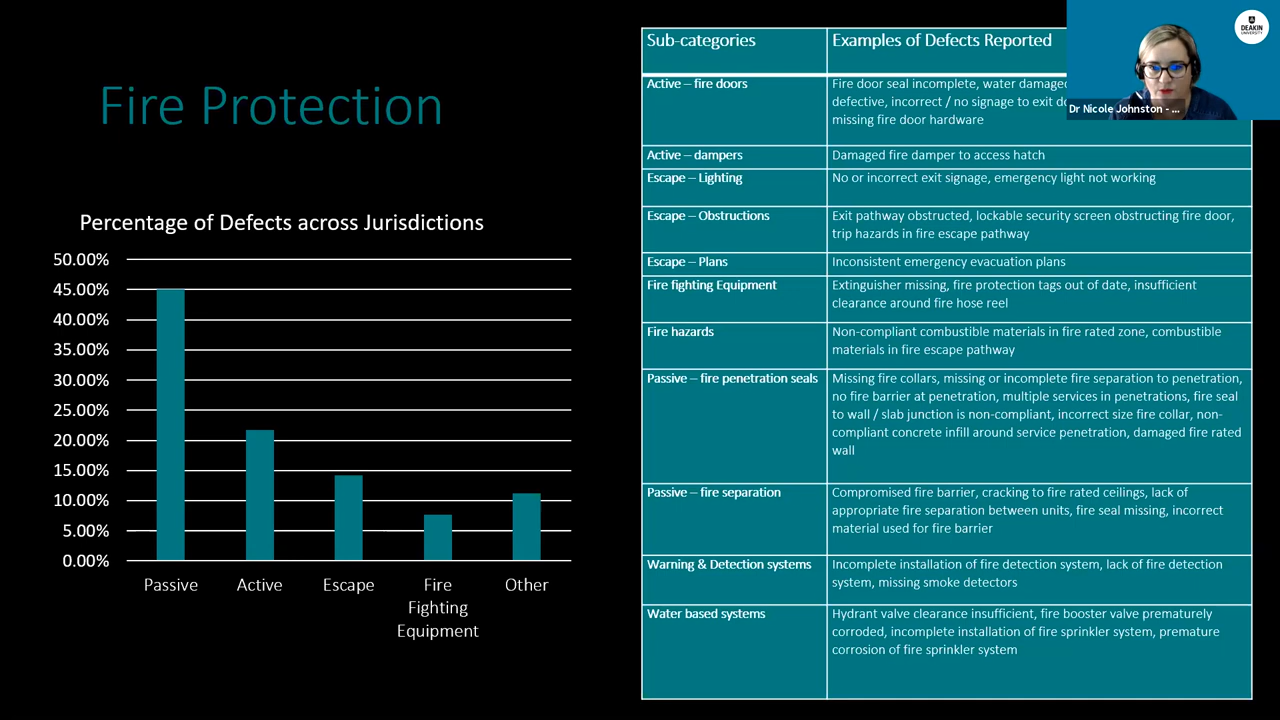 Fire Protection
Percentage of Defects across Jurisdictions
50.00%
45.00%
40.00%
35.00%
30.00%
25.00%
20.00%
15.00%
10.00%
5.00%
0.00%
Passive
Active
Escape
Fire
Fighting
Equipment
Other
Sub-categories
Examples of Defects Reported
Active – fire doors
Fire door seal incomplete, water damaged
defective, incorrect / no signage to exit
missing fire door hardware
Active – dampers
Damaged fire damper to access hatch
Escape – Lighting
No or incorrect exit signage, emergency light not working
Escape – Obstructions
Exit pathway obstructed, lockable security screen obstructing fire door,
trip hazards in fire escape pathway
Escape – Plans
Inconsistent emergency evacuation plans
Fire fighting Equipment
Extinguisher missing, fire protection tags out of date, insufficient
clearance around fire hose reel
Fire hazards
Non-compliant combustible materials in fire rated zone, combustible
materials in fire escape pathway
Passive – fire penetration seals
Missing fire collars, missing or incomplete fire separation to penetration,
no fire barrier at penetration, multiple services in penetrations, fire seal
to wall / slab junction is non-compliant, incorrect size fire collar, non-
compliant concrete infill around service penetration, damaged fire rated
wall
Passive – fire separation
Compromised fire barrier, cracking to fire rated ceilings, lack of
appropriate fire separation between units, fire seal missing, incorrect
material used for fire barrier
Warning & Detection systems
Incomplete installation of fire detection system, lack of fire detection
system, missing smoke detectors
Water based systems
Hydrant valve clearance insufficient, fire booster valve prematurely
corroded, incomplete installation of fire sprinkler system, premature
corrosion of fire sprinkler system
DEAKIN
UNIVERSITY
Dr Nicole Johnston - ...